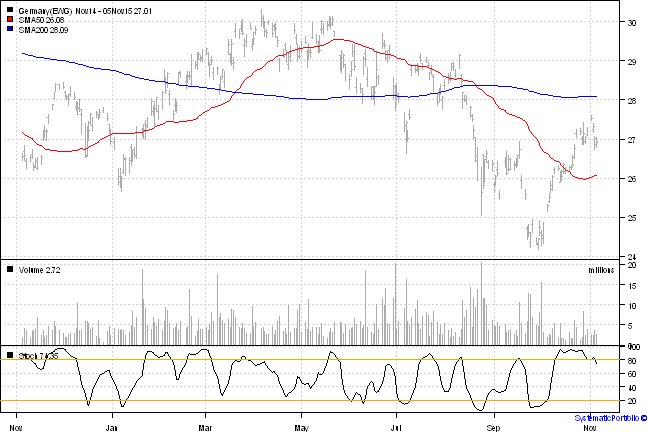 Germany(EWG) Nov14 - 05Nov15 27.01
SMA50 26.08
SMA200 28.09
30
29
28
27
26
25
24
Volume 2.72
millions
20
15
10
5
0
Stoch 74.35
100
80
60
40
20
Nov Jan Mar May Jul Sep Nov
SystematicPortfolio ©